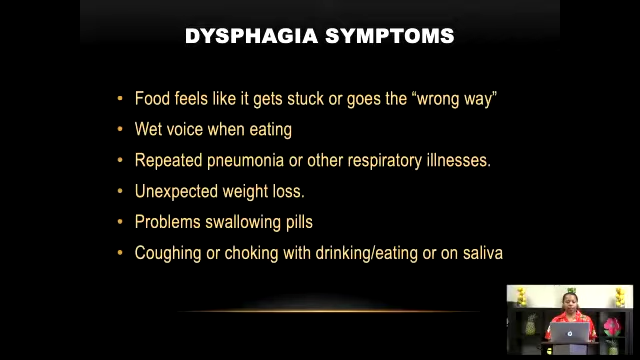 DYSPHAGIA SYMPTOMS
• Food feels like it gets stuck or goes the “wrong way”
• Wet voice when eating
• Repeated pneumonia or other respiratory illnesses.
• Unexpected weight loss.
• Problems swallowing pills
• Coughing or choking with drinking/eating or on saliva